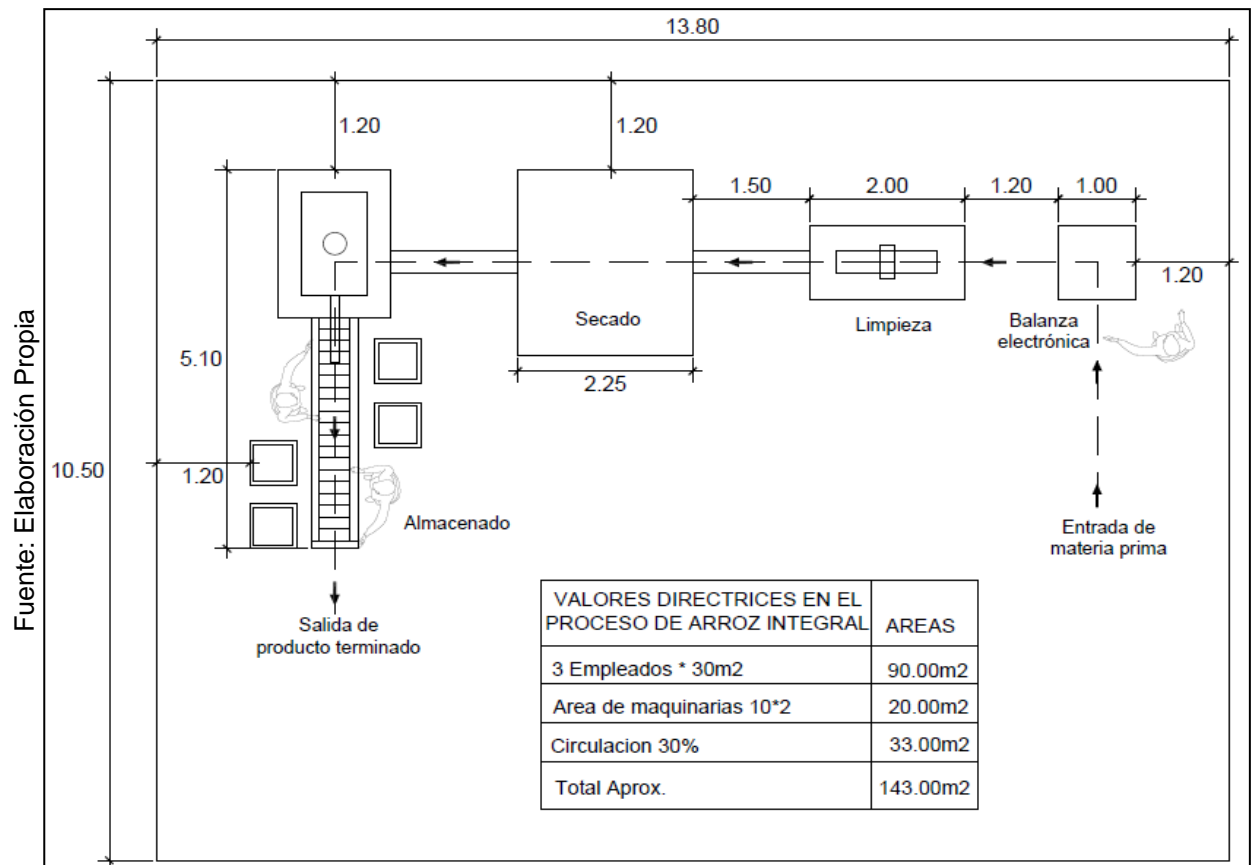 13.80
1.20
1.20
1.50
2.00
1.20
1.00
1.20
Secado
Limpieza
Balanza
electrónica
5.10
2.25
10.50
1.20
Almacenado
Entrada de
materia prima
Salida de
producto terminado
VALORES DIRECTRICES EN EL
PROCESO DE ARROZ INTEGRAL
AREAS
3 Empleados * 30m2
90.00m2
Area de maquinarias 10*2
20.00m2
Circulacion 30%
33.00m2
Total Aprox.
143.00m2
Fuente: Elaboración Propia